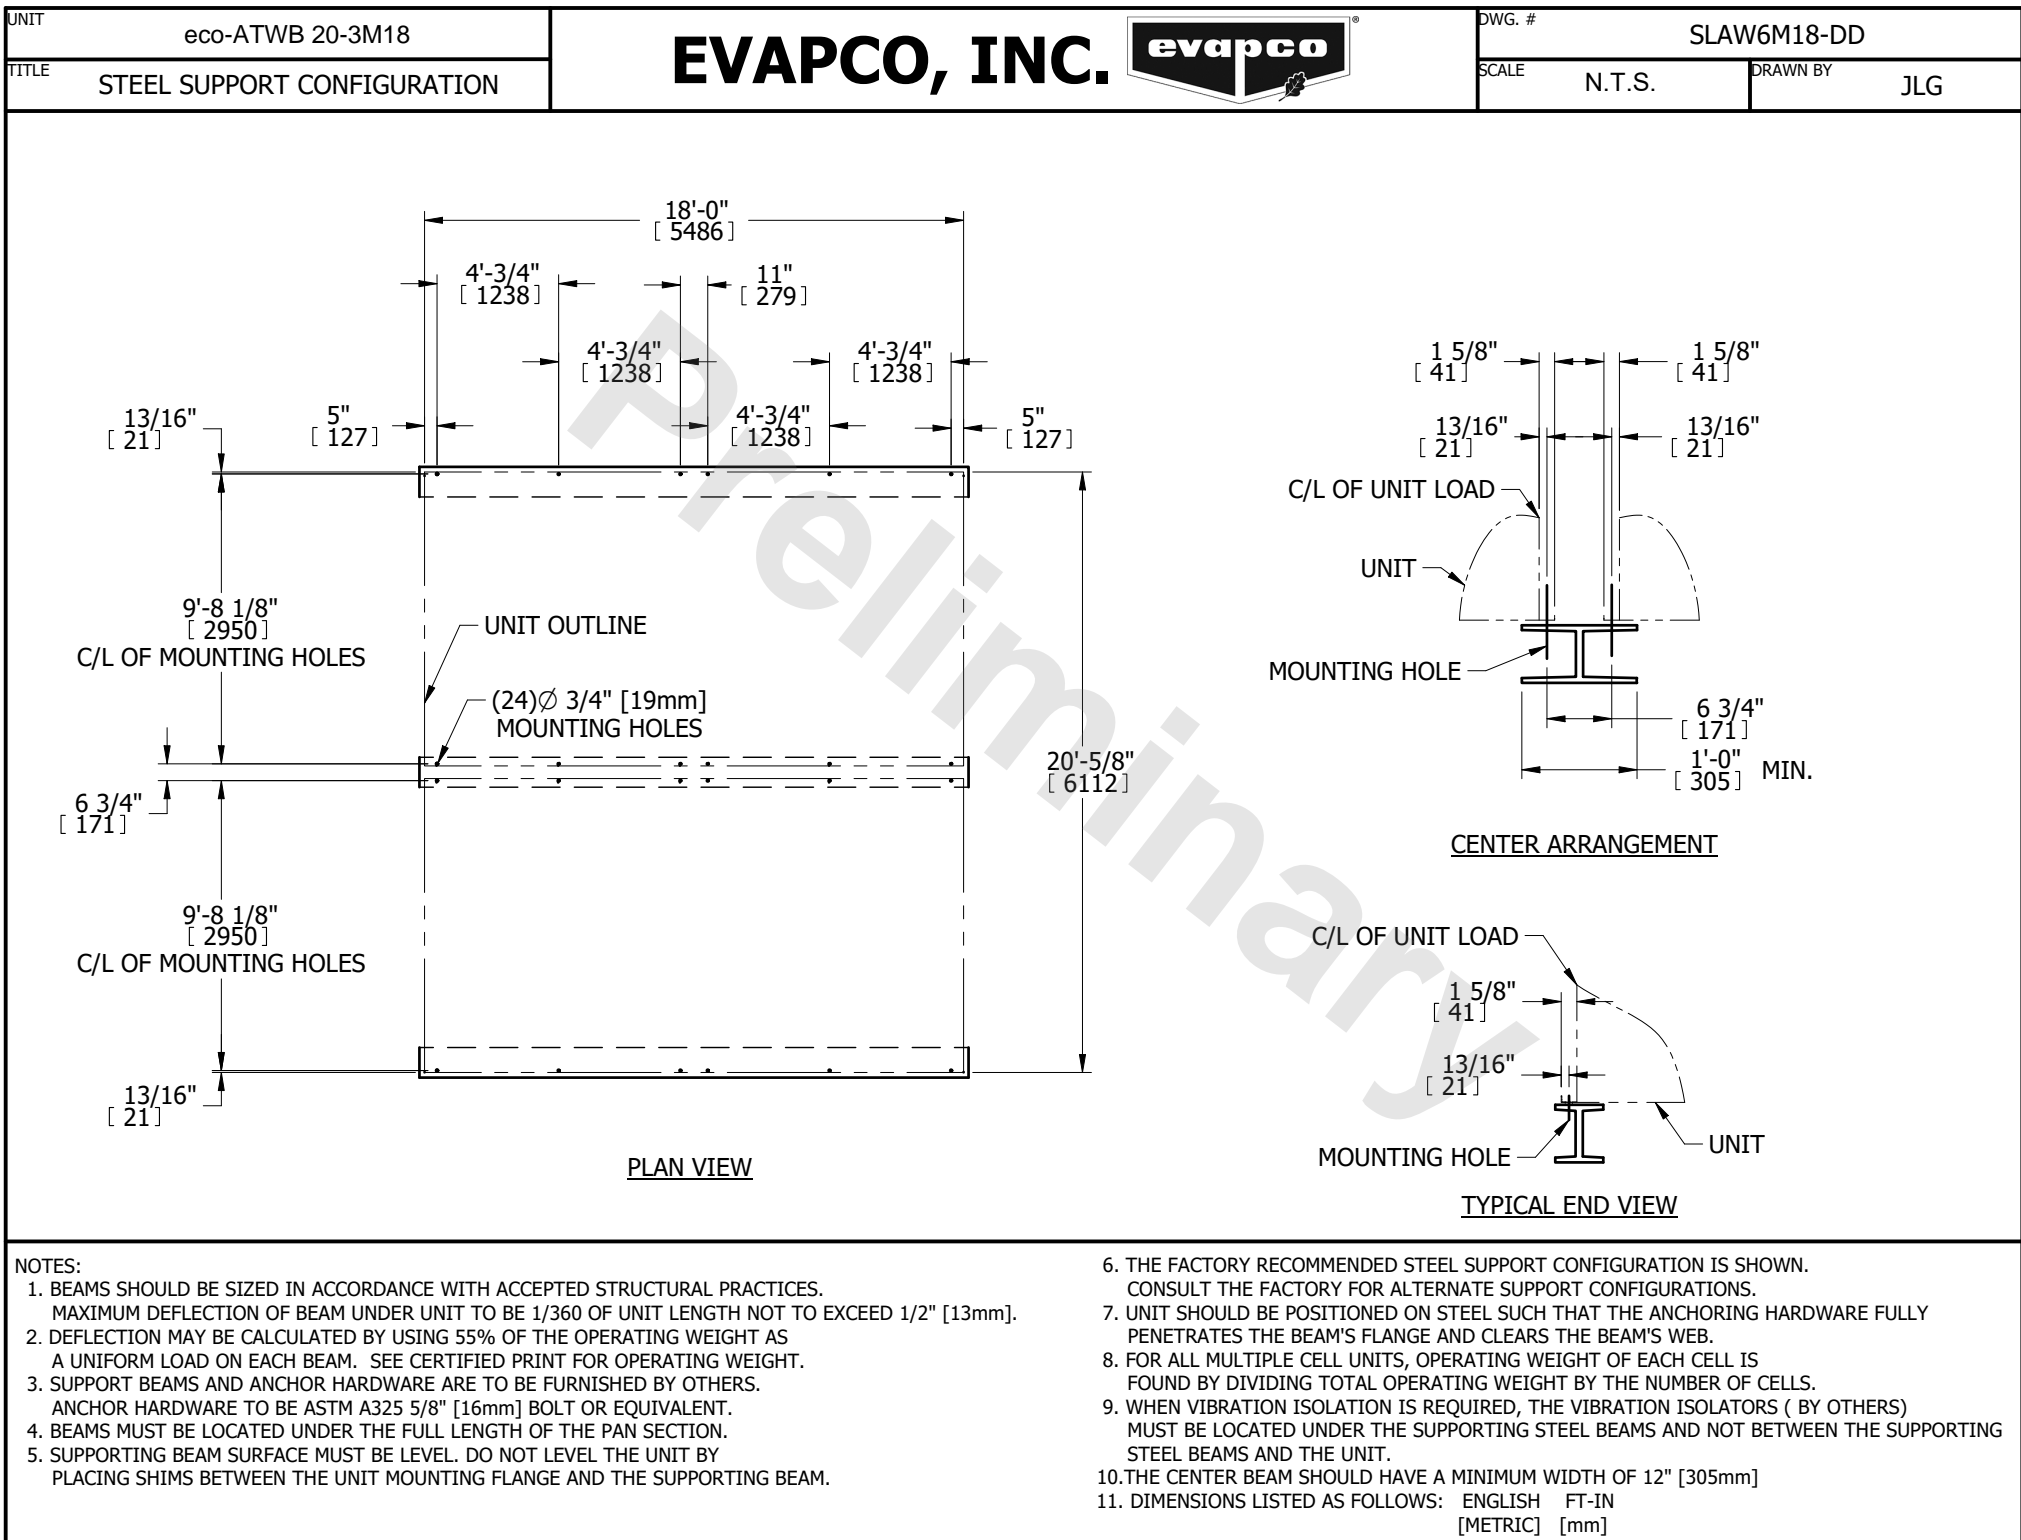 UNIT
eco-ATWB 20-3M18
TITLE
STEEL SUPPORT CONFIGURATION
EVAPCO, INC.
evapco
®
DWG. #
SLAW6M18-DD
SCALE
N.T.S.
DRAWN BY
JLG
18'-0"
[ 5486 ]
4'-3/4"
[ 1238 ]
11"
[ 279 ]
4'-3/4"
[ 1238 ]
4'-3/4"
[ 1238 ]
13/16"
[ 21 ]
5"
[ 127 ]
4'-3/4"
[ 1238 ]
5"
[ 127 ]
9'-8 1/8"
[ 2950 ]
C/L OF MOUNTING HOLES
UNIT OUTLINE
(24)∅ 3/4" [19mm]
MOUNTING HOLES
6 3/4"
[ 171 ]
20'-5/8"
[ 6112 ]
9'-8 1/8"
[ 2950 ]
C/L OF MOUNTING HOLES
13/16"
[ 21 ]
PLAN VIEW
Preliminary
1 5/8"
[ 41 ]
1 5/8"
[ 41 ]
13/16"
[ 21 ]
13/16"
[ 21 ]
C/L OF UNIT LOAD
UNIT
MOUNTING HOLE
6 3/4"
[ 171 ]
1'-0"
[ 305 ]
MIN.
CENTER ARRANGEMENT
C/L OF UNIT LOAD
1 5/8"
[ 41 ]
13/16"
[ 21 ]
MOUNTING HOLE
UNIT
TYPICAL END VIEW
NOTES:
1. BEAMS SHOULD BE SIZED IN ACCORDANCE WITH ACCEPTED STRUCTURAL PRACTICES.
MAXIMUM DEFLECTION OF BEAM UNDER UNIT TO BE 1/360 OF UNIT LENGTH NOT TO EXCEED 1/2" [13mm].
2. DEFLECTION MAY BE CALCULATED BY USING 55% OF THE OPERATING WEIGHT AS
A UNIFORM LOAD ON EACH BEAM. SEE CERTIFIED PRINT FOR OPERATING WEIGHT.
3. SUPPORT BEAMS AND ANCHOR HARDWARE ARE TO BE FURNISHED BY OTHERS.
ANCHOR HARDWARE TO BE ASTM A325 5/8" [16mm] BOLT OR EQUIVALENT.
4. BEAMS MUST BE LOCATED UNDER THE FULL LENGTH OF THE PAN SECTION.
5. SUPPORTING BEAM SURFACE MUST BE LEVEL. DO NOT LEVEL THE UNIT BY
PLACING SHIMS BETWEEN THE UNIT MOUNTING FLANGE AND THE SUPPORTING BEAM.
6. THE FACTORY RECOMMENDED STEEL SUPPORT CONFIGURATION IS SHOWN.
CONSULT THE FACTORY FOR ALTERNATE SUPPORT CONFIGURATIONS.
7. UNIT SHOULD BE POSITIONED ON STEEL SUCH THAT THE ANCHORING HARDWARE FULLY
PENETRATES THE BEAM'S FLANGE AND CLEARS THE BEAM'S WEB.
8. FOR ALL MULTIPLE CELL UNITS, OPERATING WEIGHT OF EACH CELL IS
FOUND BY DIVIDING TOTAL OPERATING WEIGHT BY THE NUMBER OF CELLS.
9. WHEN VIBRATION ISOLATION IS REQUIRED, THE VIBRATION ISOLATORS ( BY OTHERS)
MUST BE LOCATED UNDER THE SUPPORTING STEEL BEAMS AND NOT BETWEEN THE SUPPORTING
STEEL BEAMS AND THE UNIT.
10.THE CENTER BEAM SHOULD HAVE A MINIMUM WIDTH OF 12" [305mm]
11. DIMENSIONS LISTED AS FOLLOWS: ENGLISH FT-IN
[METRIC] [mm]